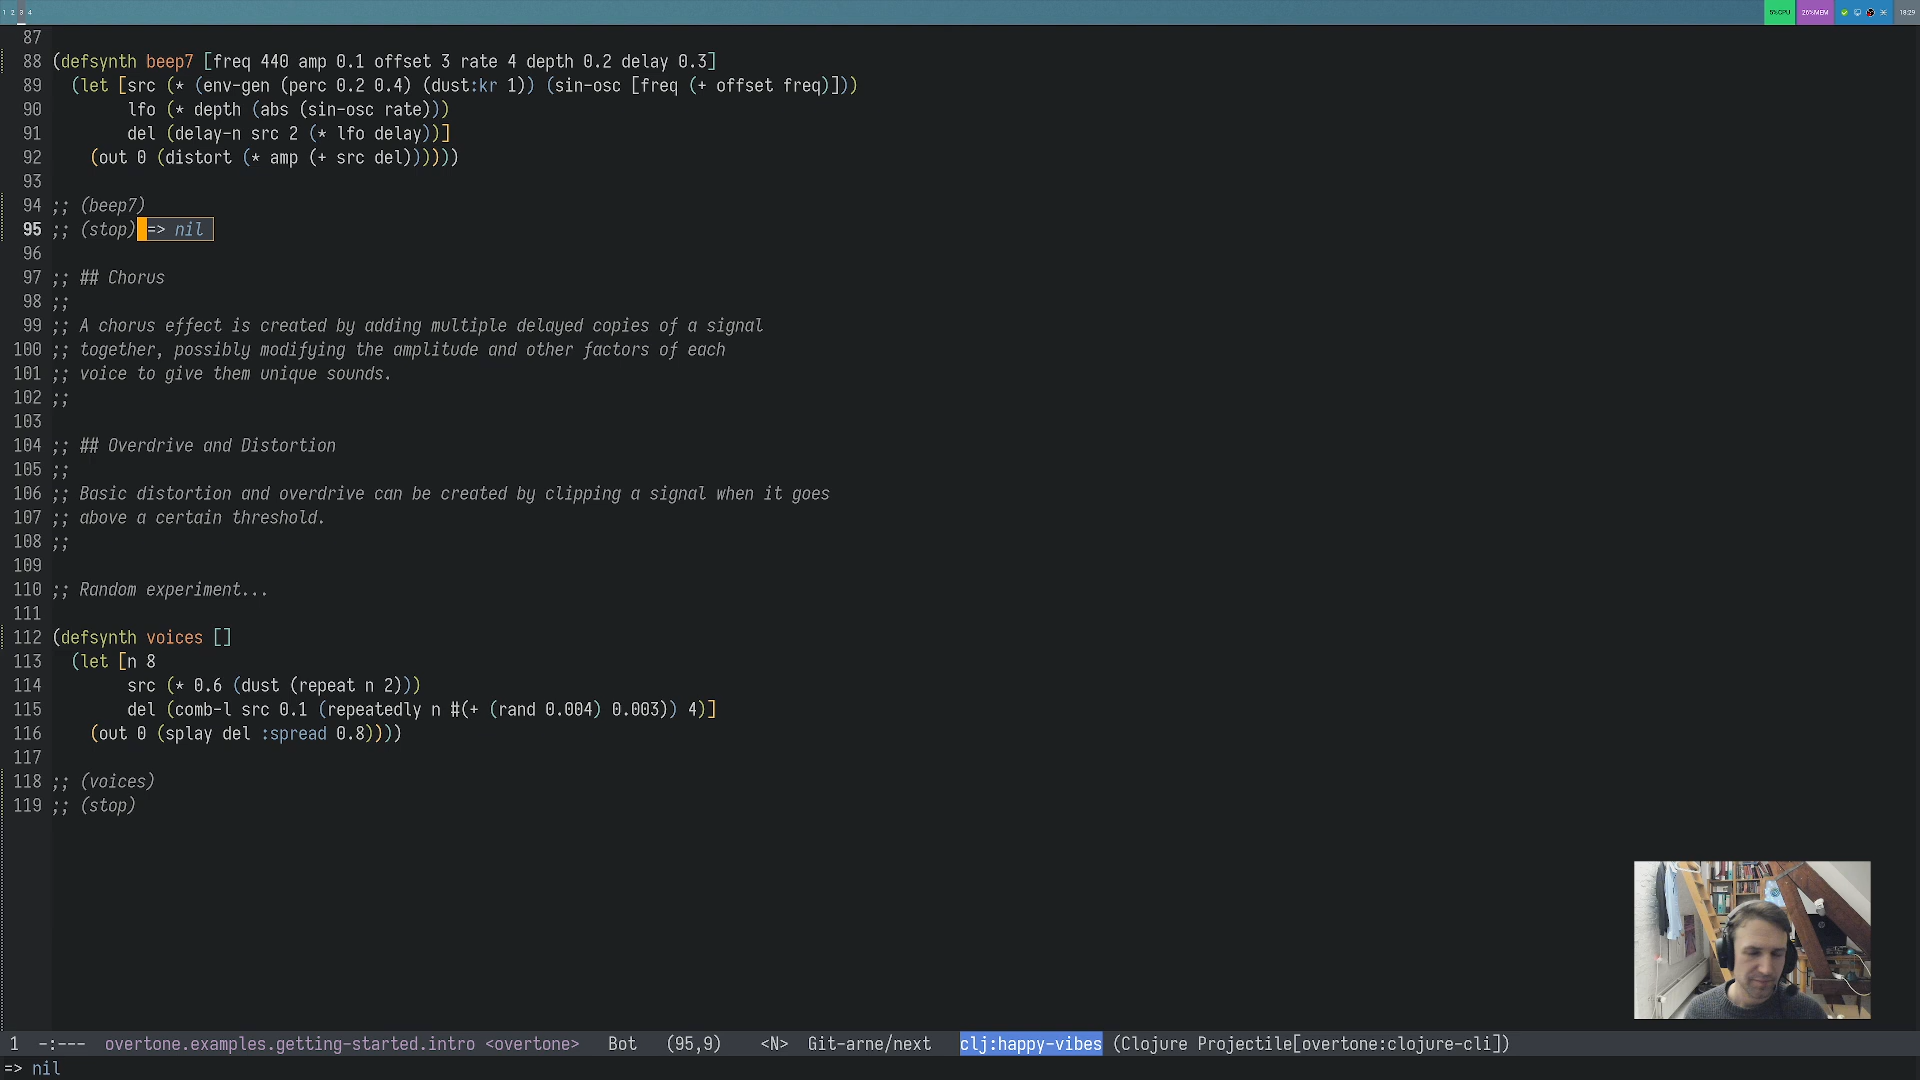 1 2 3 4 5%CPU 26%MEM 18:29
87
88 (defsynth beep7 [freq 440 amp 0.1 offset 3 rate 4 depth 0.2 delay 0.3]
89 (let [src (* (env-gen (perc 0.2 0.4) (dust:kr 1)) (sin-osc [freq (+ offset freq)]))
90 lfo (* depth (abs (sin-osc rate)))
91 del (delay-n src 2 (* lfo delay))]
92 (out 0 (distort (* amp (+ src del))))))
93
94 ;; (beep7)
95 ;; (stop) => nil
96
97 ;; ## Chorus
98 ;;
99 ;; A chorus effect is created by adding multiple delayed copies of a signal
100 ;; together, possibly modifying the amplitude and other factors of each
101 ;; voice to give them unique sounds.
102 ;;
103
104 ;; ## Overdrive and Distortion
105 ;;
106 ;; Basic distortion and overdrive can be created by clipping a signal when it goes
107 ;; above a certain threshold.
108 ;;
109
110 ;; Random experiment...
111
112 (defsynth voices []
113 (let [n 8
114 src (* 0.6 (dust (repeat n 2)))
115 del (comb-l src 0.1 (repeatedly n #(+ (rand 0.004) 0.003)) 4)]
116 (out 0 (splay del :spread 0.8))))
117
118 ;; (voices)
119 ;; (stop)
1 -:--- overtone.examples.getting-started.intro <overtone> Bot (95,9) <N> Git-arne/next clj:happy-vibes (Clojure Projectile[overtone:clojure-cli])
=> nil